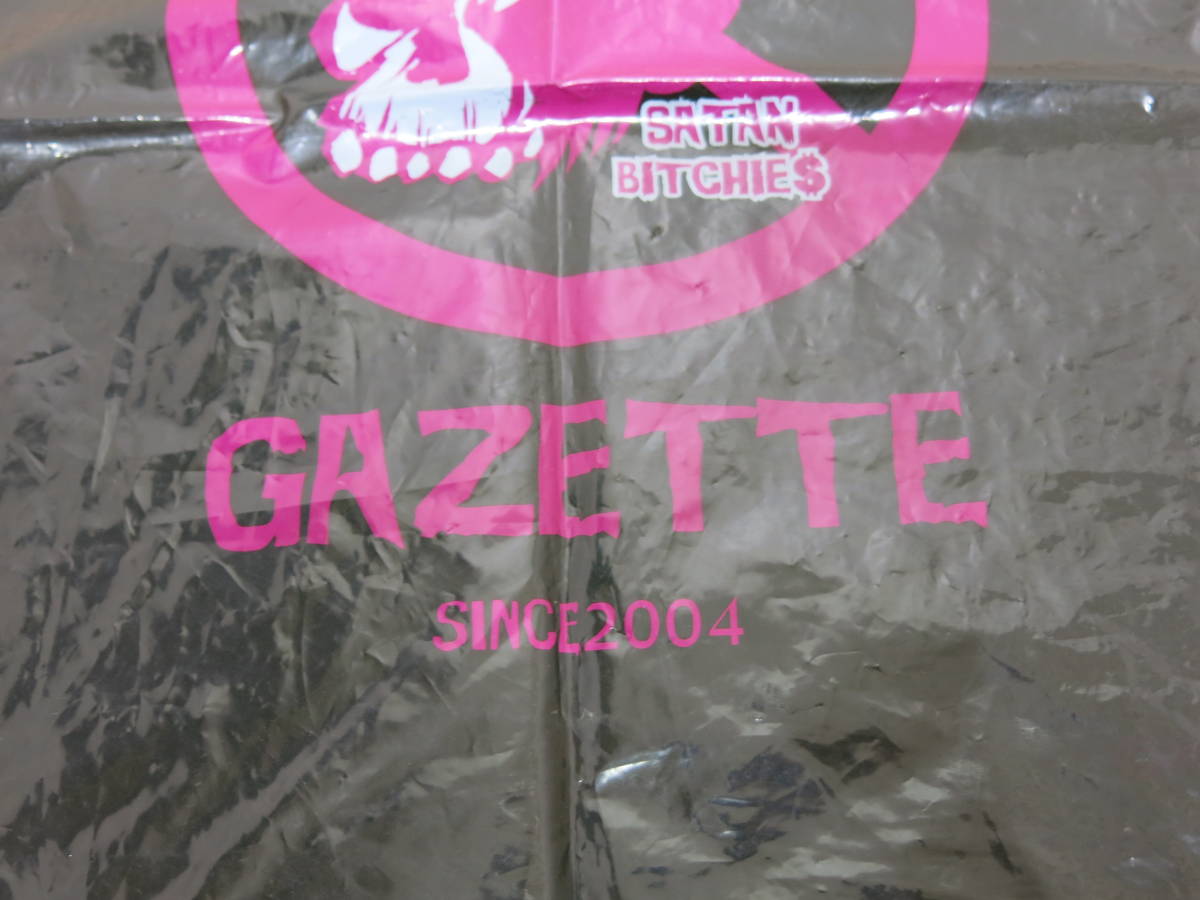 SATAN
BITCHIE$
GAZETTE
SINCE2004